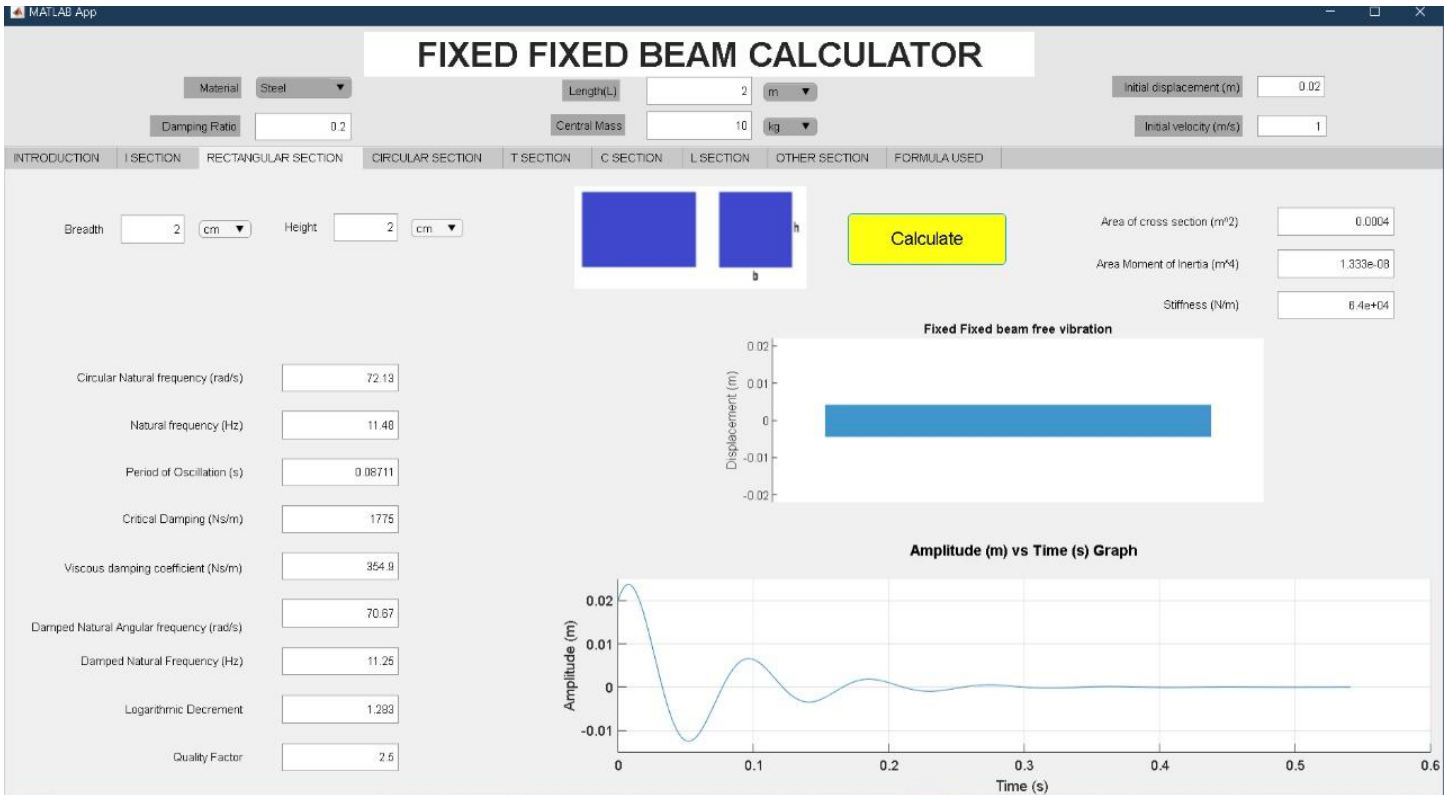 MATLAB App
FIXED FIXED BEAM CALCULATOR
Material Steel Length(L) 2 m Initial displacement (m) 0.02
Damping Ratio 0.2 Central Mass 10 kg Initial velocity (m/s) 1
INTRODUCTION I SECTION RECTANGULAR SECTION CIRCULAR SECTION T SECTION C SECTION L SECTION OTHER SECTION FORMULA USED
Breadth 2 cm Height 2 cm
h
b
Calculate
Area of cross section (m^2) 0.0004
Area Moment of Inertia (m^4) 1.333e-08
Stiffness (N/m) 6.4e+04
Circular Natural frequency (rad/s) 72.13
Natural frequency (Hz) 11.48
Period of Oscillation (s) 0.08711
Critical Damping (Ns/m) 1775
Viscous damping coefficient (Ns/m) 354.9
Damped Natural Angular frequency (rad/s) 70.67
Damped Natural Frequency (Hz) 11.25
Logarithmic Decrement 1.283
Quality Factor 2.5
Fixed Fixed beam free vibration
Displacement (m)
0.02
0.01
0
-0.01
-0.02
Amplitude (m) vs Time (s) Graph
Amplitude (m)
0.02
0.01
0
-0.01
0 0.1 0.2 0.3 0.4 0.5 0.6
Time (s)